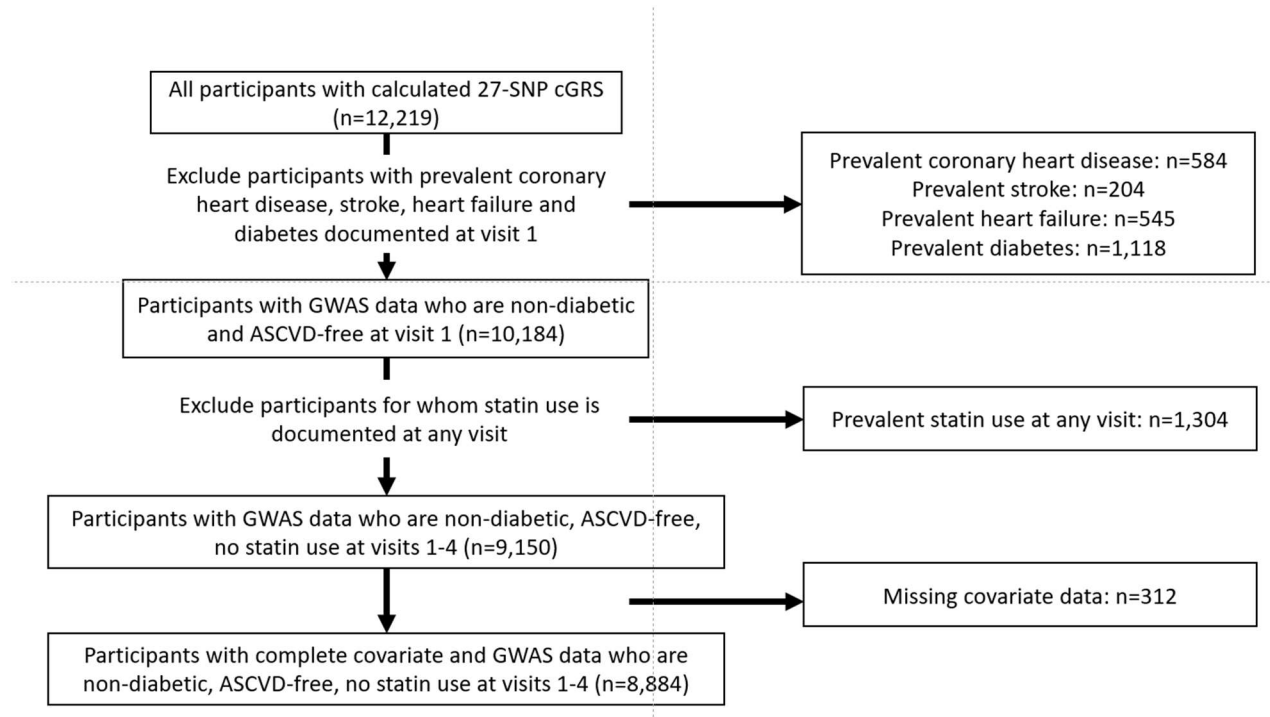 All participants with calculated 27-SNP cGRS
(n=12,219)
Exclude participants with prevalent coronary
heart disease, stroke, heart failure and
diabetes documented at visit 1
Prevalent coronary heart disease: n=584
Prevalent stroke: n=204
Prevalent heart failure: n=545
Prevalent diabetes: n=1,118
Participants with GWAS data who are non-diabetic
and ASCVD-free at visit 1 (n=10,184)
Exclude participants for whom statin use is
documented at any visit
Prevalent statin use at any visit: n=1,304
Participants with GWAS data who are non-diabetic, ASCVD-free,
no statin use at visits 1-4 (n=9,150)
Missing covariate data: n=312
Participants with complete covariate and GWAS data who are
non-diabetic, ASCVD-free, no statin use at visits 1-4 (n=8,884)